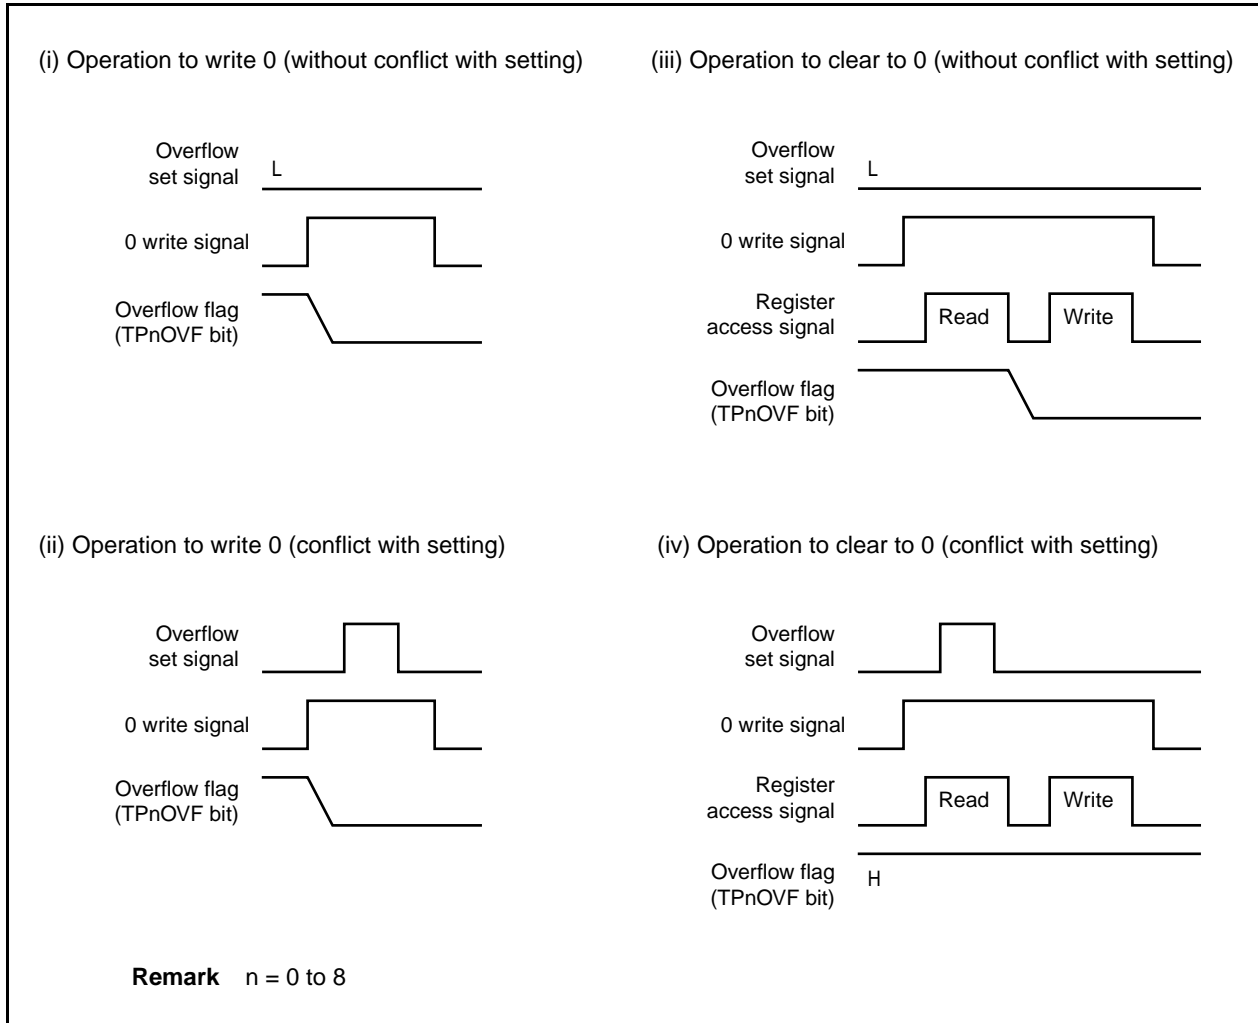 (i) Operation to write 0 (without conflict with setting)
Overflow
set signal
L
0 write signal
Overflow flag
(TPnOVF bit)
(iii) Operation to clear to 0 (without conflict with setting)
Overflow
set signal
L
0 write signal
Register
access signal
Read
Write
Overflow flag
(TPnOVF bit)
(ii) Operation to write 0 (conflict with setting)
Overflow
set signal
0 write signal
Overflow flag
(TPnOVF bit)
(iv) Operation to clear to 0 (conflict with setting)
Overflow
set signal
0 write signal
Register
access signal
Read
Write
Overflow flag
(TPnOVF bit)
H
Remark n = 0 to 8